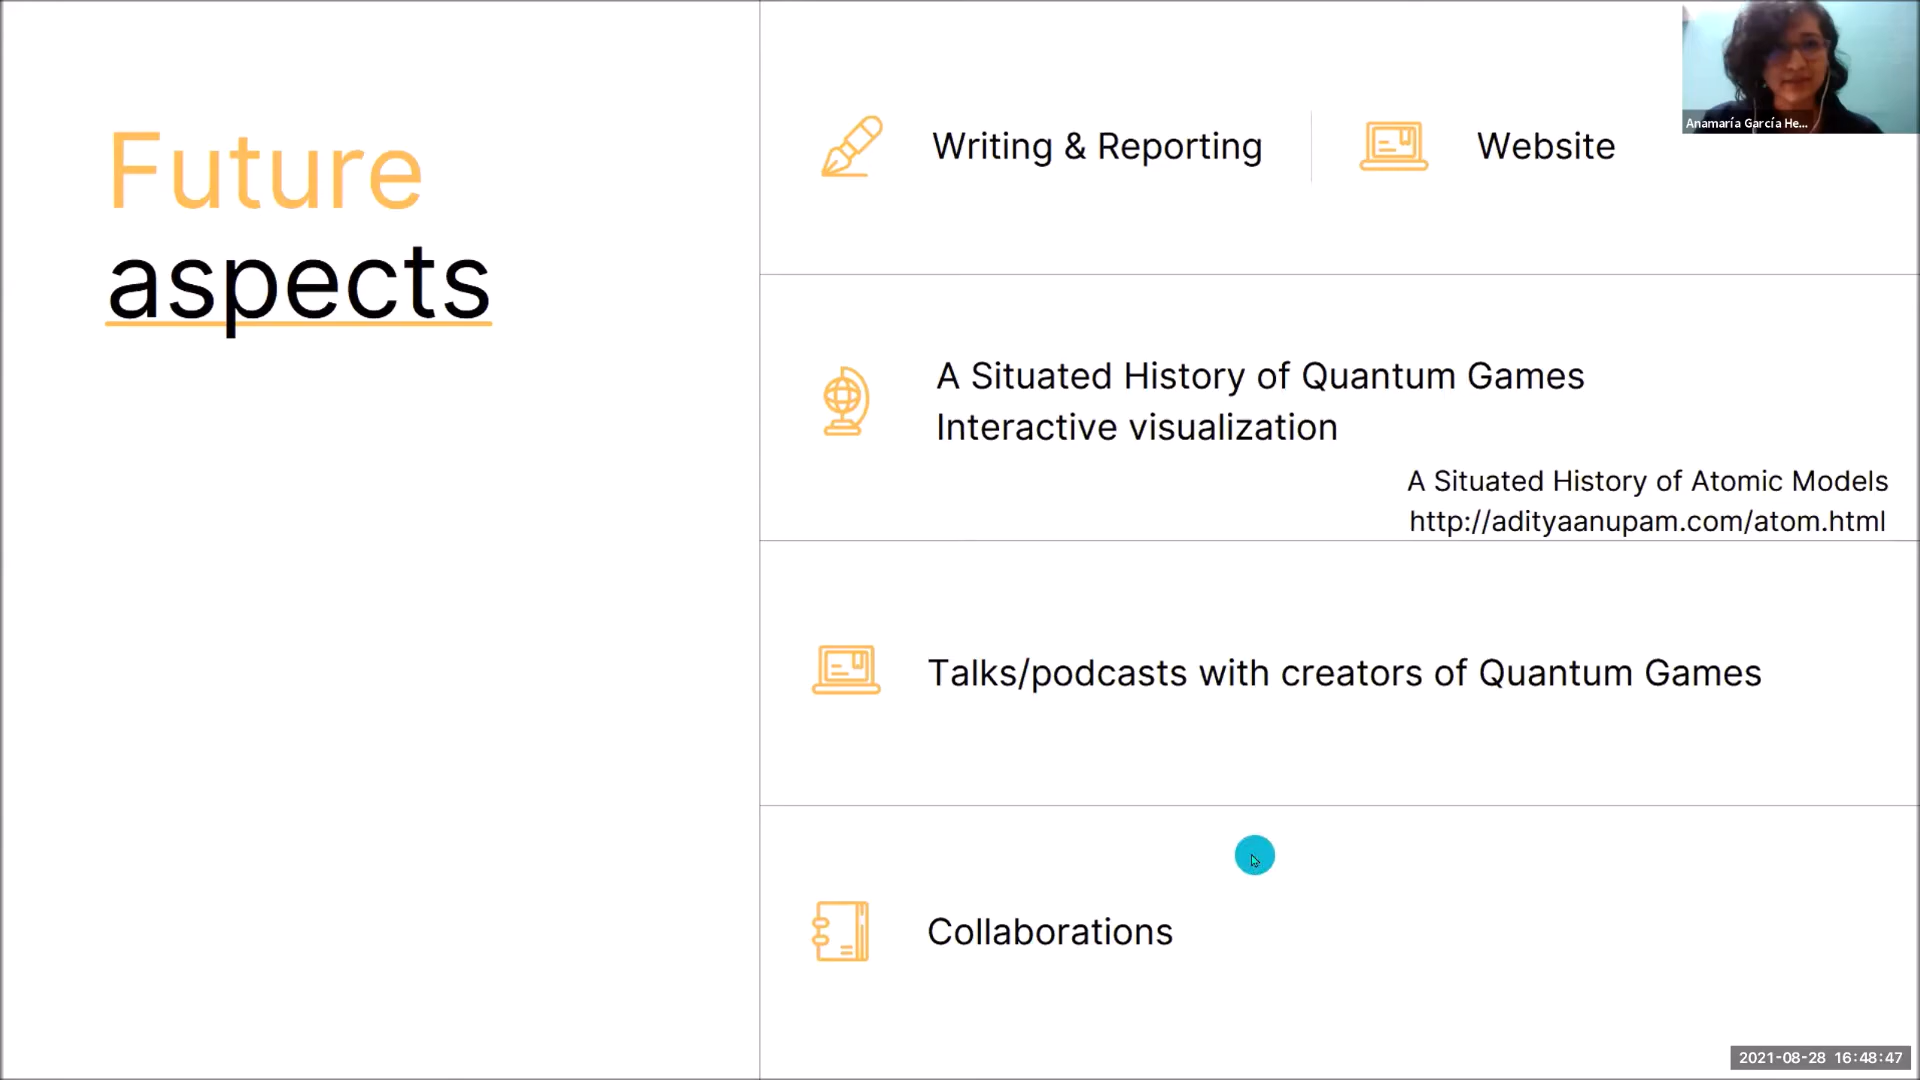 Future
aspects
Writing & Reporting
Website
Anamaría García He...
A Situated History of Quantum Games
Interactive visualization
A Situated History of Atomic Models
http://adityaanupam.com/atom.html
Talks/podcasts with creators of Quantum Games
Collaborations
2021-08-28 16:48:47